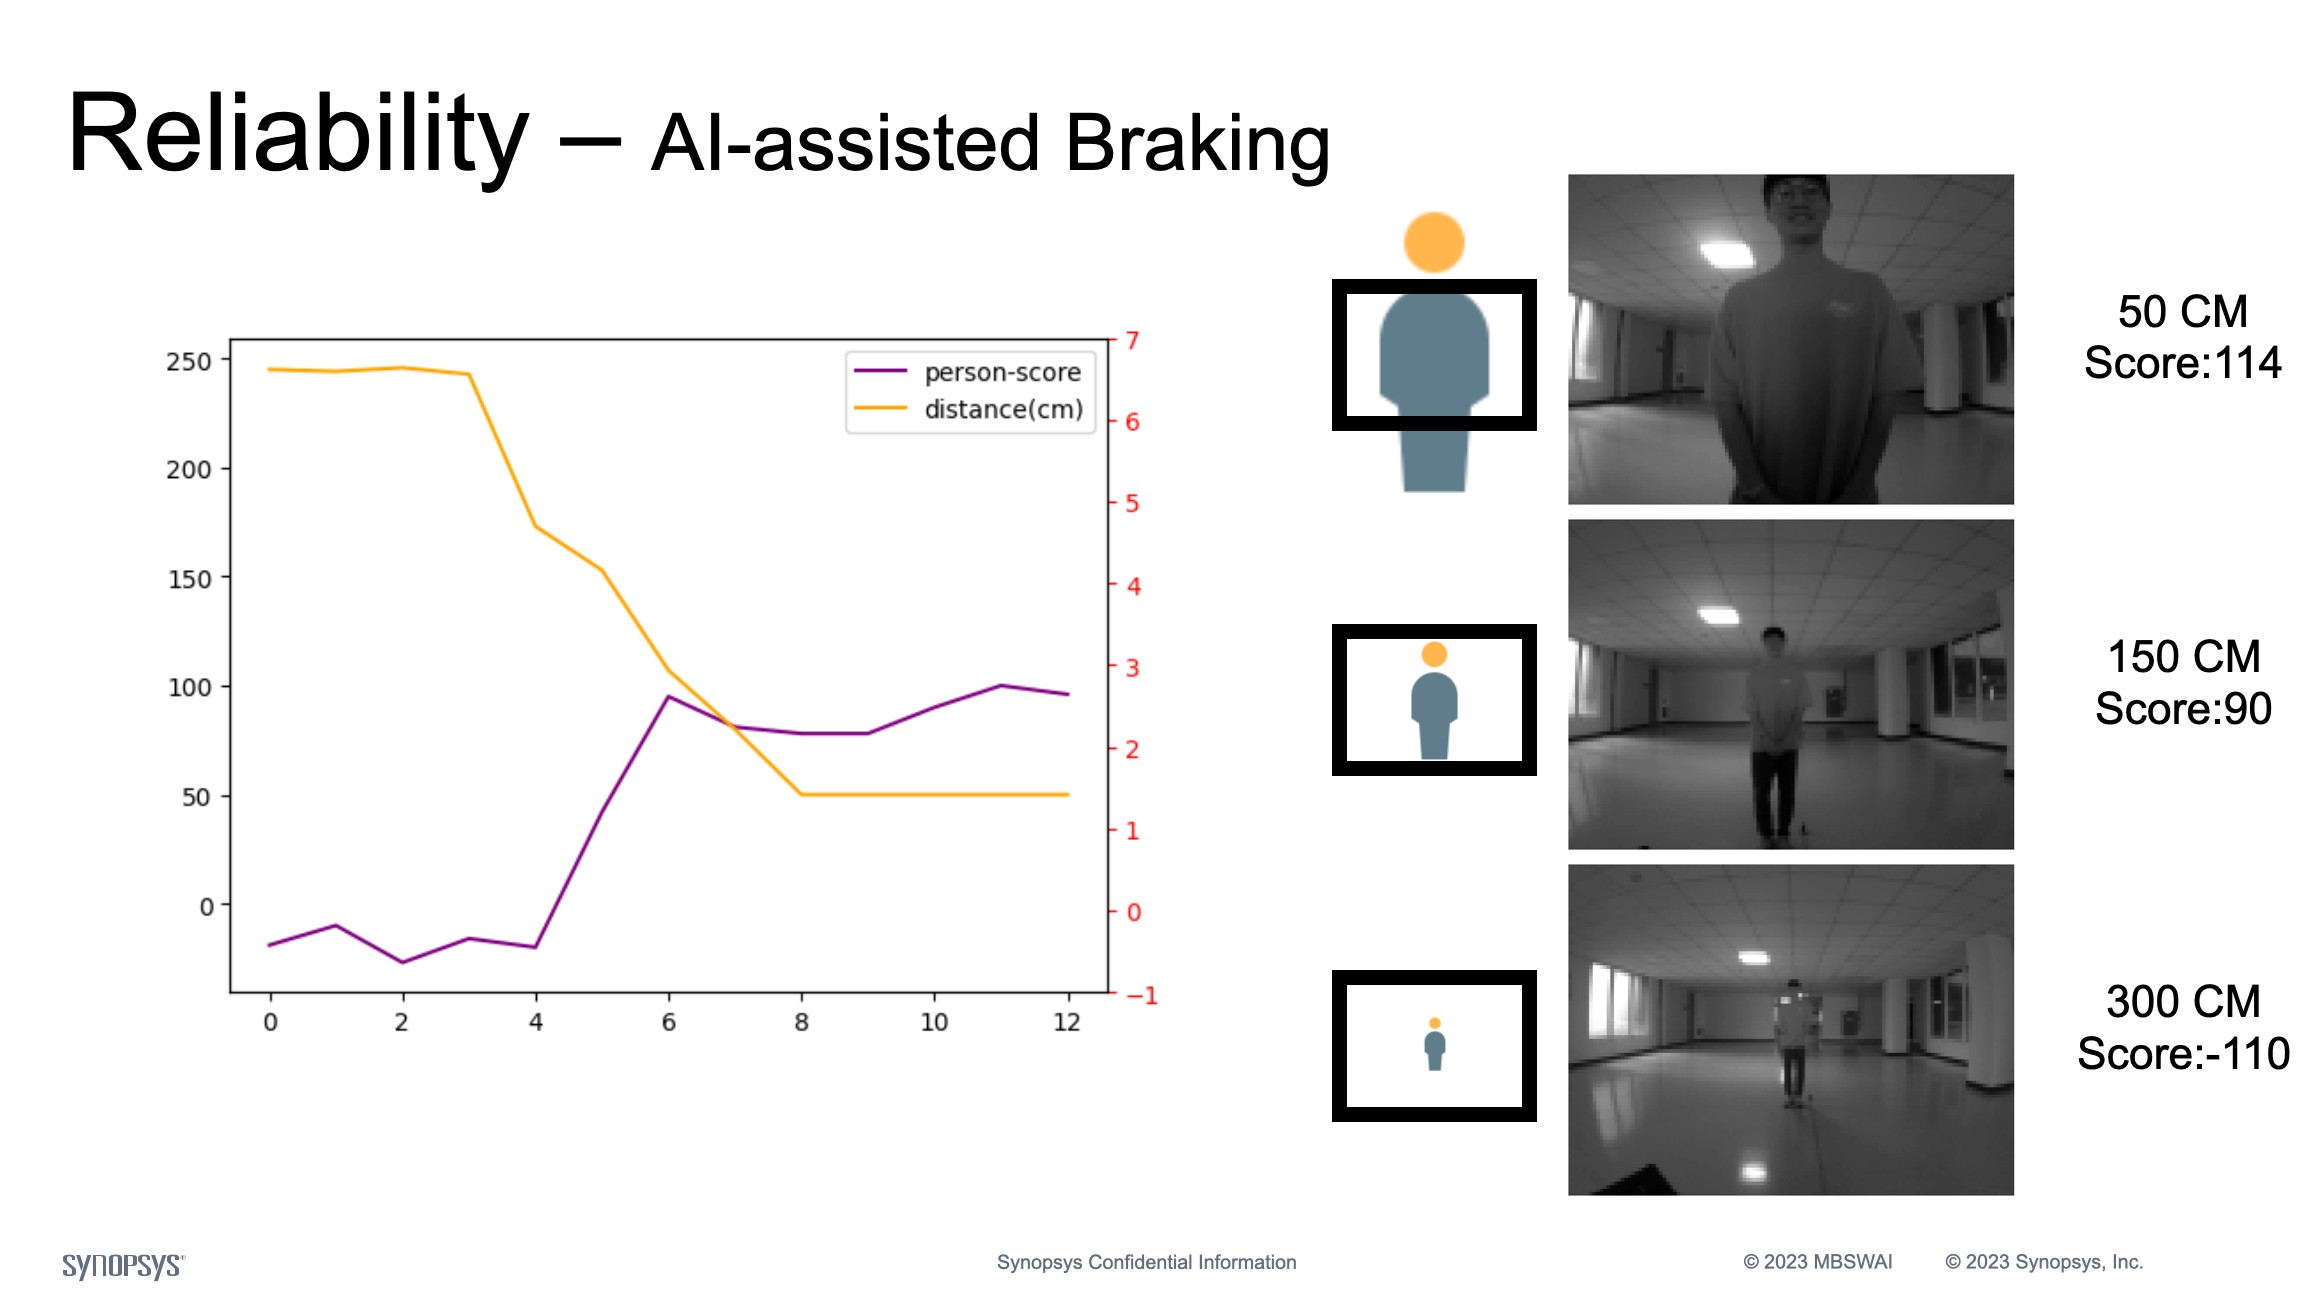 Reliability – AI-assisted Braking
250
200
150
100
50
0
0
2
4
6
8
10
12
7
6
5
4
3
2
1
0
−1
person-score
distance(cm)
50 CM
Score:114
150 CM
Score:90
300 CM
Score:-110
SYNOPSYS®
Synopsys Confidential Information
© 2023 MBSWAI
© 2023 Synopsys, Inc.